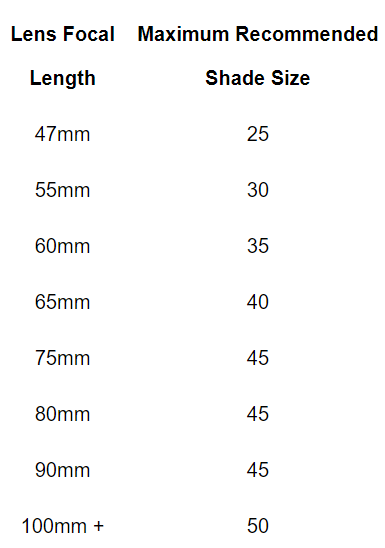 Lens Focal Maximum Recommended
Length Shade Size
47mm 25
55mm 30
60mm 35
65mm 40
75mm 45
80mm 45
90mm 45
100mm + 50